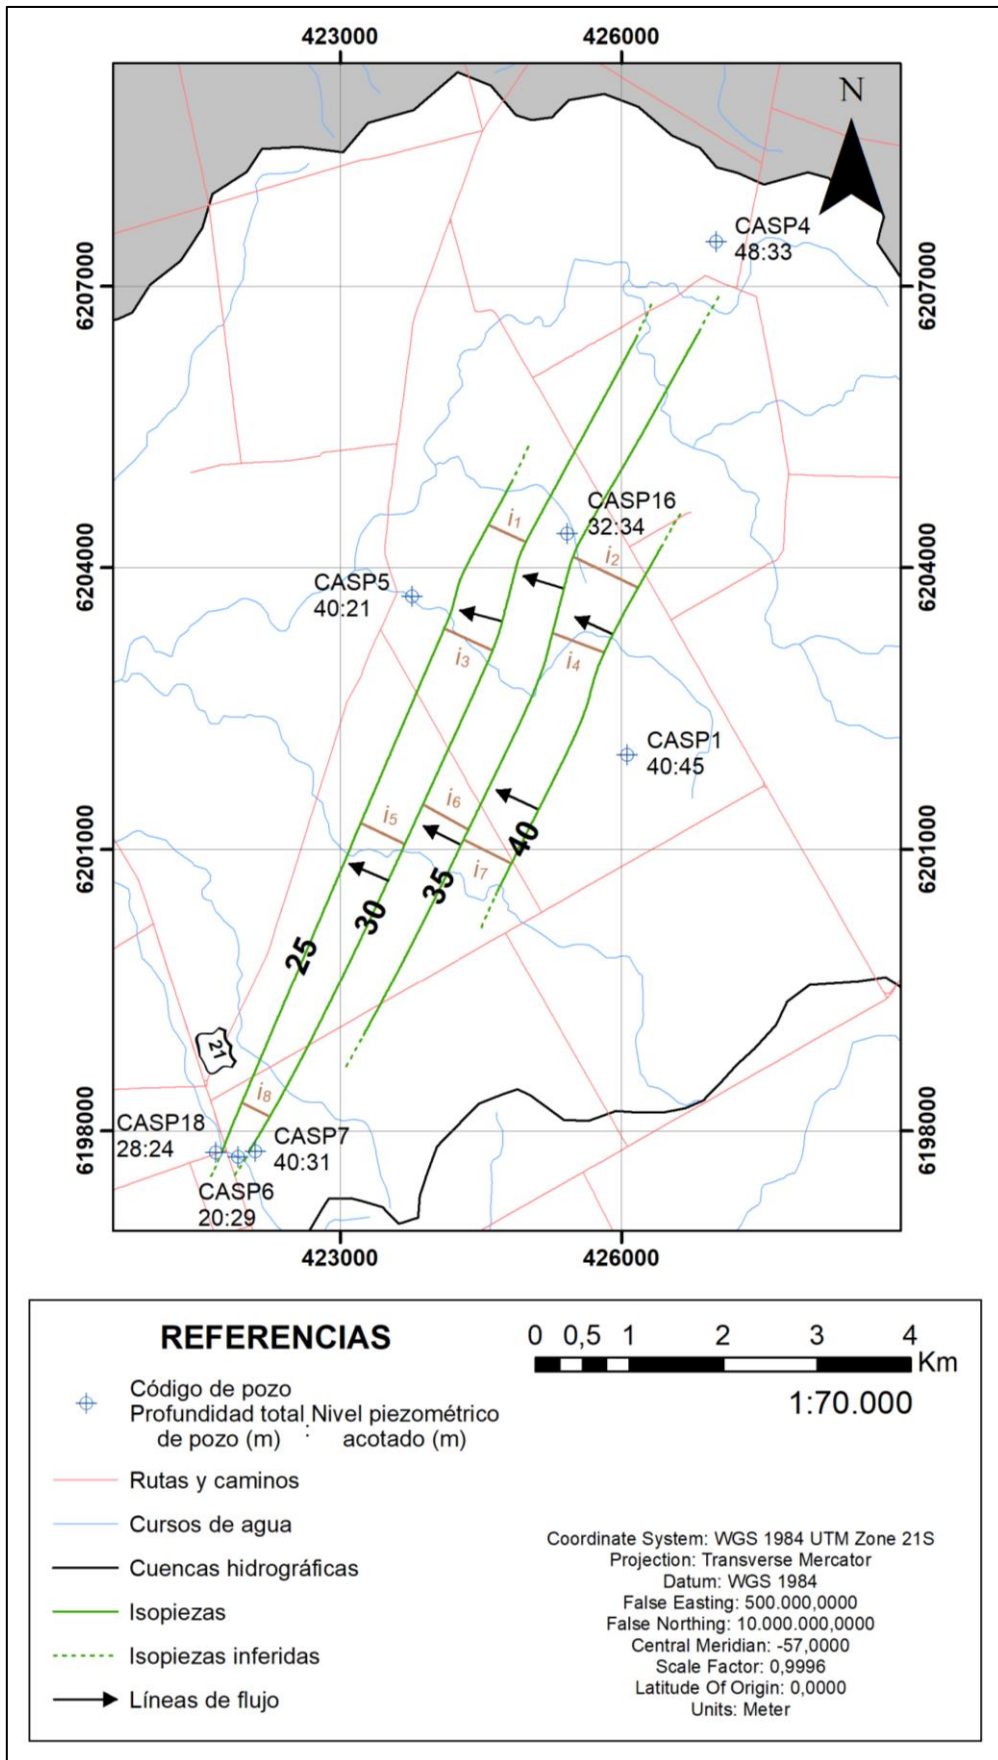 423000 426000
N
CASP4
48:33
6207000 6207000
CASP16
32:34
i1
i2
6204000 6204000
CASP5
40:21
i3
i4
CASP1
40:45
i6
i5
6201000 6201000
i7
40
35
30
25
21
i8
6198000 6198000
CASP18
28:24
CASP7
40:31
CASP6
20:29
423000 426000
REFERENCIAS
Código de pozo
Profundidad total : Nivel piezométrico
de pozo (m) acotado (m)
Rutas y caminos
Cursos de agua
Cuencas hidrográficas
Isopiezas
Isopiezas inferidas
Líneas de flujo
0 0,5 1 2 3 4
Km
1:70.000
Coordinate System: WGS 1984 UTM Zone 21S
Projection: Transverse Mercator
Datum: WGS 1984
False Easting: 500.000,0000
False Northing: 10.000.000,0000
Central Meridian: -57,0000
Scale Factor: 0,9996
Latitude Of Origin: 0,0000
Units: Meter